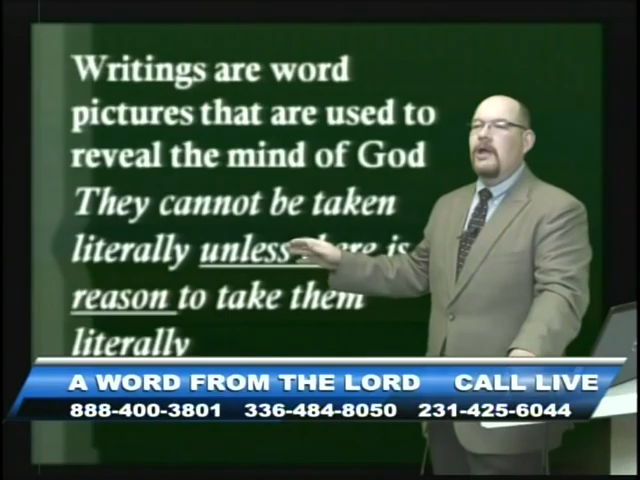 Writings are word
pictures that are used to
reveal the mind of God
They cannot be taken
literally unless there is
reason to take them
literally
A WORD FROM THE LORD CALL LIVE
888-400-3801 336-484-8050 231-425-6044